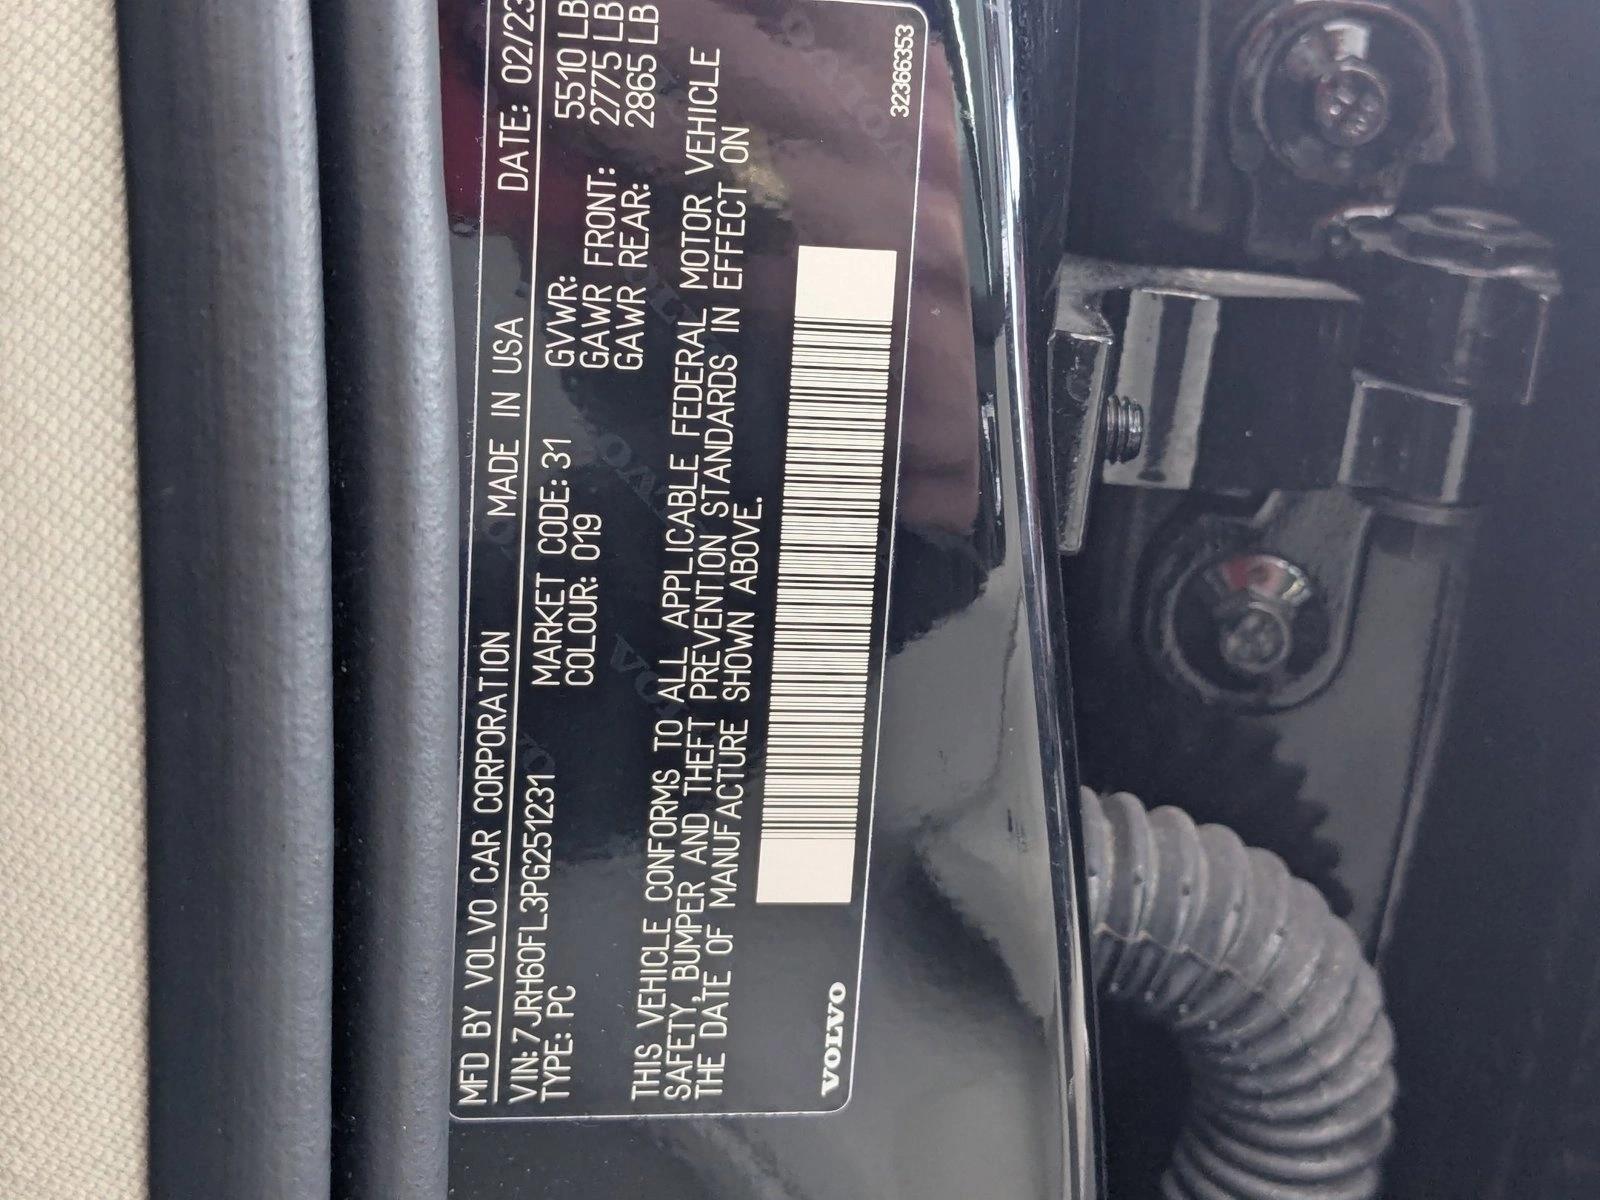 MFD BY VOLVO CAR CORPORATION MADE IN USA DATE: 02/23
VIN: 7JRH60FL3PG251231
TYPE: PC
MARKET CODE: 31
COLOUR: 019
GVWR: 5510 LB
GAWR FRONT: 2775 LB
GAWR REAR: 2865 LB
THIS VEHICLE CONFORMS TO ALL APPLICABLE FEDERAL MOTOR VEHICLE
SAFETY, BUMPER AND THEFT PREVENTION STANDARDS IN EFFECT ON
THE DATE OF MANUFACTURE SHOWN ABOVE.
VOLVO
32366353